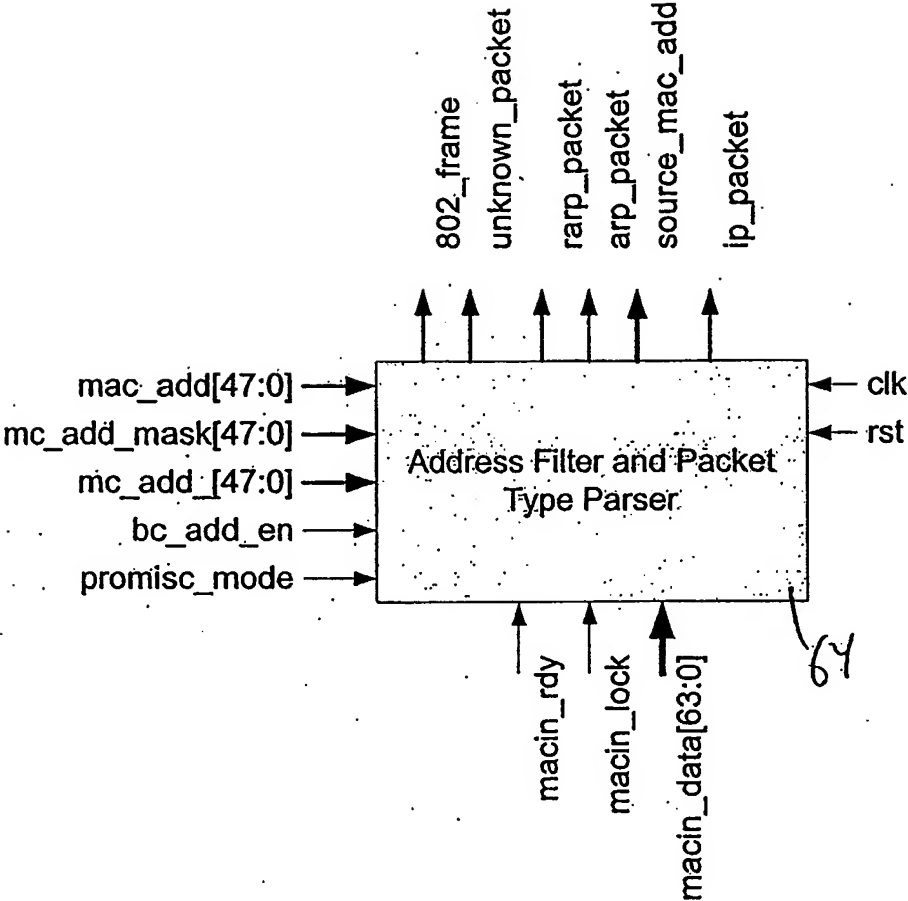 802_frame
unknown_packet
rarp_packet
arp_packet
source_mac_add
ip_packet
mac_add[47:0]
mc_add_mask[47:0]
mc_add_[47:0]
bc_add_en
promisc_mode
clk
rst
Address Filter and Packet
Type Parser
macin_rdy
macin_lock
macin_data[63:0]
64